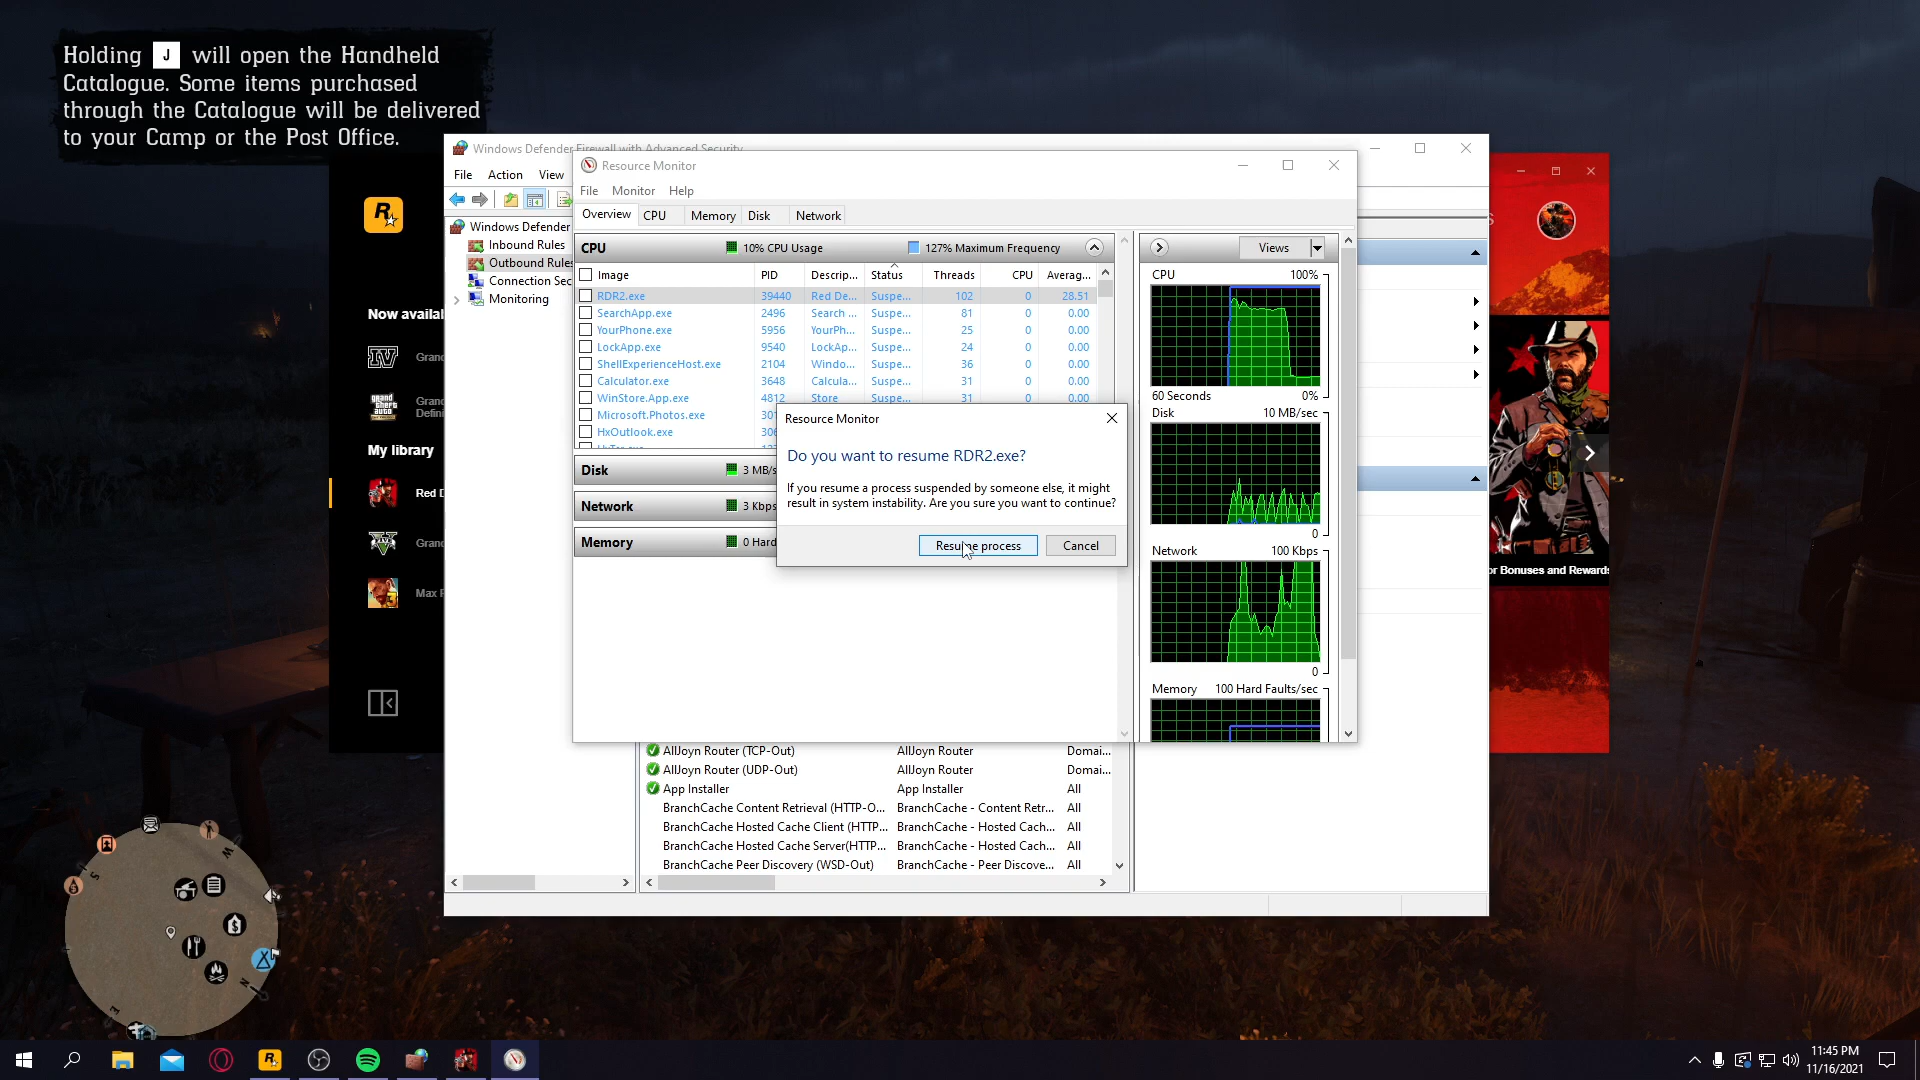 Holding J will open the Handheld
Catalogue. Some items purchased
through the Catalogue will be delivered
to your Camp or the Post Office.
Windows Defender Firewall with Advanced Security
File Action View
Windows Defender
Inbound Rules
Outbound Rules
Connection Sec
Monitoring
Now availal
IV
Gran
grand theft auto
Gran
Defini
My library
Red D
V
Gran
Max F
Resource Monitor
File Monitor Help
Overview CPU Memory Disk Network
CPU 10% CPU Usage 127% Maximum Frequency
Image PID Descrip... Status Threads CPU Averag...
RDR2.exe 39440 Red De... Suspe... 102 0 28.51
SearchApp.exe 2496 Search ... Suspe... 81 0 0.00
YourPhone.exe 5956 YourPh... Suspe... 25 0 0.00
LockApp.exe 9540 LockAp... Suspe... 24 0 0.00
ShellExperienceHost.exe 2104 Windo... Suspe... 36 0 0.00
Calculator.exe 3648 Calcula... Suspe... 31 0 0.00
WinStore.App.exe 4812 Store Suspe... 31 0 0.00
Microsoft.Photos.exe
HxOutlook.exe
Disk 3 MB/s
Network 3 Kbps
Memory 0 Hard
Resource Monitor
Do you want to resume RDR2.exe?
If you resume a process suspended by someone else, it might
result in system instability. Are you sure you want to continue?
Resume process Cancel
Views
CPU 100%
60 Seconds 0%
Disk 10 MB/sec
0
Network 100 Kbps
0
Memory 100 Hard Faults/sec
S
or Bonuses and Rewards
AllJoyn Router (TCP-Out) AllJoyn Router Domai...
AllJoyn Router (UDP-Out) AllJoyn Router Domai...
App Installer App Installer All
BranchCache Content Retrieval (HTTP-O... BranchCache - Content Retr... All
BranchCache Hosted Cache Client (HTTP... BranchCache - Hosted Cach... All
BranchCache Hosted Cache Server(HTTP... BranchCache - Hosted Cach... All
BranchCache Peer Discovery (WSD-Out) BranchCache - Peer Discove... All
W
S
N
E
11:45 PM
11/16/2021